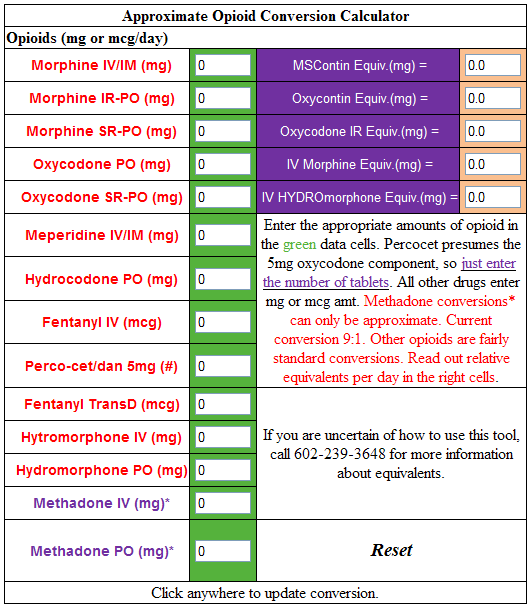 Approximate Opioid Conversion Calculator
Opioids (mg or mcg/day)
Morphine IV/IM (mg) 0 MSContin Equiv.(mg) = 0.0
Morphine IR-PO (mg) 0 Oxycontin Equiv.(mg) = 0.0
Morphine SR-PO (mg) 0 Oxycodone IR Equiv.(mg) = 0.0
Oxycodone PO (mg) 0 IV Morphine Equiv.(mg) = 0.0
Oxycodone SR-PO (mg) 0 IV HYDROmorphone Equiv.(mg) = 0.0
Meperidine IV/IM (mg) 0
Hydrocodone PO (mg) 0
Fentanyl IV (mcg) 0
Perco-cet/dan 5mg (#) 0
Enter the appropriate amounts of opioid in
the green data cells. Percocet presumes the
5mg oxycodone component, so just enter
the number of tablets. All other drugs enter
mg or mcg amt. Methadone conversions*
can only be approximate. Current
conversion 9:1. Other opioids are fairly
standard conversions. Read out relative
equivalents per day in the right cells.
Fentanyl TransD (mcg) 0
Hytromorphone IV (mg) 0
Hydromorphone PO (mg) 0
Methadone IV (mg)* 0
If you are uncertain of how to use this tool,
call 602-239-3648 for more information
about equivalents.
Methadone PO (mg)* 0 Reset
Click anywhere to update conversion.